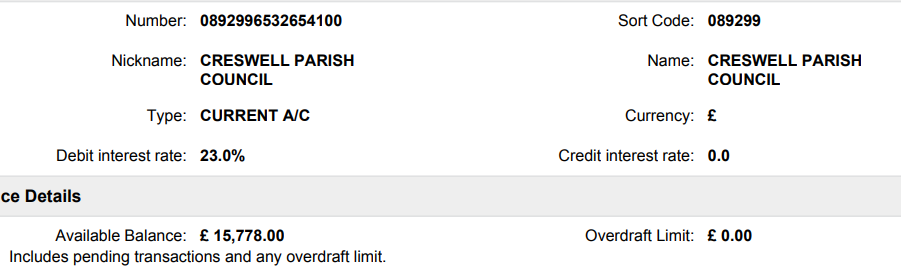 Number: 0892996532654100 Sort Code: 089299
Nickname: CRESWELL PARISH Name: CRESWELL PARISH
COUNCIL COUNCIL
Type: CURRENT A/C Currency: £
Debit interest rate: 23.0% Credit interest rate: 0.0
ce Details
Available Balance: £ 15,778.00 Overdraft Limit: £ 0.00
Includes pending transactions and any overdraft limit.